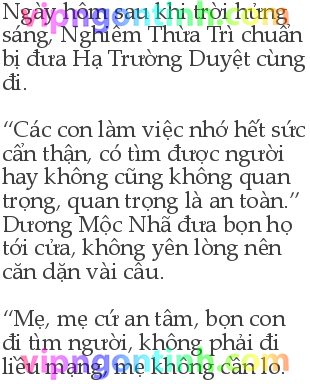 Ngày hôm sau khi trời hửng
sáng, Nghiêm Thừa Trì chuẩn
bị đưa Hạ Trường Duyệt cùng
đi.
“Các con làm việc nhớ hết sức
cẩn thận, có tìm được người
hay không cũng không quan
trọng, quan trọng là an toàn.”
Dương Mộc Nhã đưa bọn họ
tới cửa, không yên lòng nên
căn dặn vài câu.
“Mẹ, mẹ cứ an tâm, bọn con
đi tìm người, không phải đi
liều mạng, mẹ không cần lo.
vipngontinh.com
vipngontinh.com